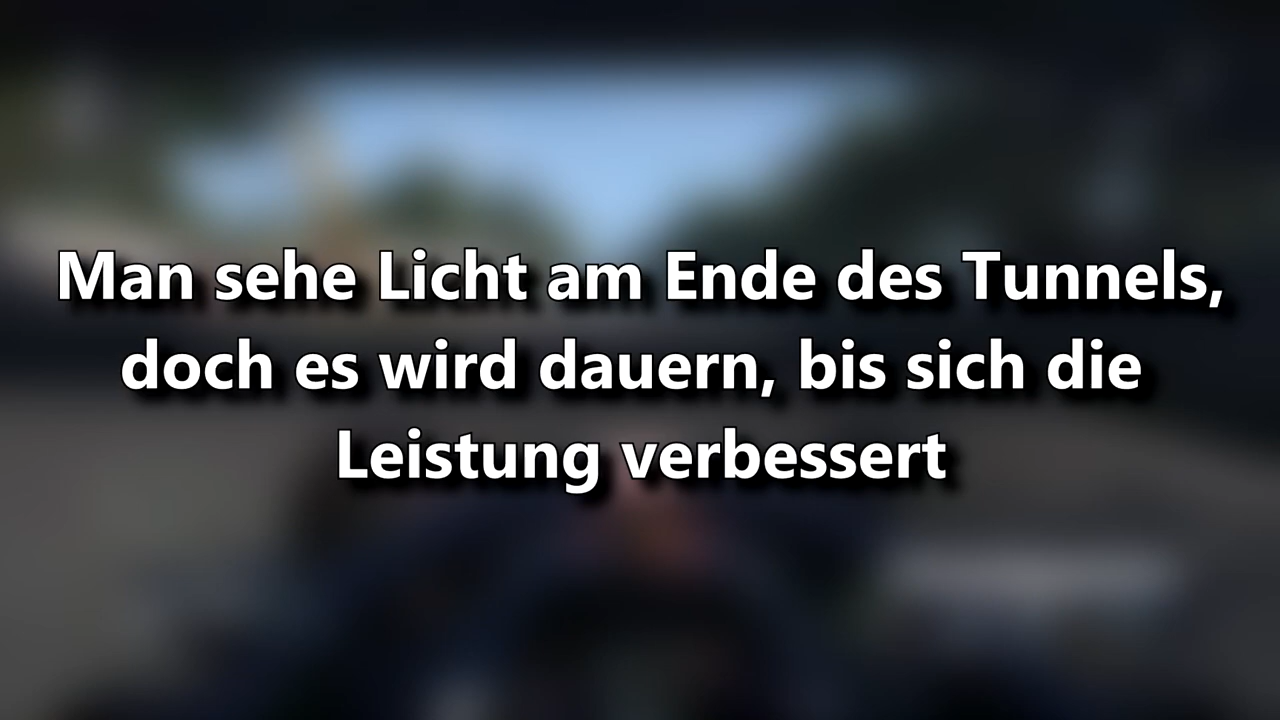 Man sehe Licht am Ende des Tunnels,
doch es wird dauern, bis sich die
Leistung verbessert